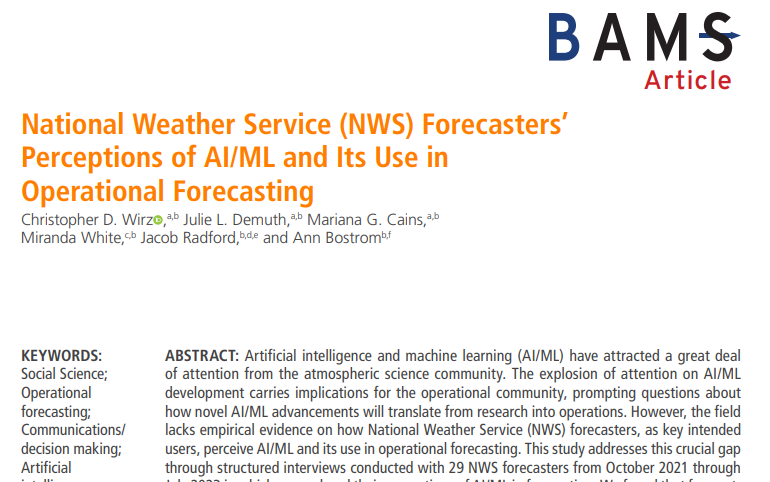 BAMS
Article
National Weather Service (NWS) Forecasters’
Perceptions of AI/ML and Its Use in
Operational Forecasting
Christopher D. Wirz,a,b Julie L. Demuth,a,b Mariana G. Cains,a,b
Miranda White,c,b Jacob Radford,b,d,e and Ann Bostromb,f
KEYWORDS:
Social Science;
Operational
forecasting;
Communications/
decision making;
Artificial
ABSTRACT: Artificial intelligence and machine learning (AI/ML) have attracted a great deal
of attention from the atmospheric science community. The explosion of attention on AI/ML
development carries implications for the operational community, prompting questions about
how novel AI/ML advancements will translate from research into operations. However, the field
lacks empirical evidence on how National Weather Service (NWS) forecasters, as key intended
users, perceive AI/ML and its use in operational forecasting. This study addresses this crucial gap
through structured interviews conducted with 29 NWS forecasters from October 2021 through